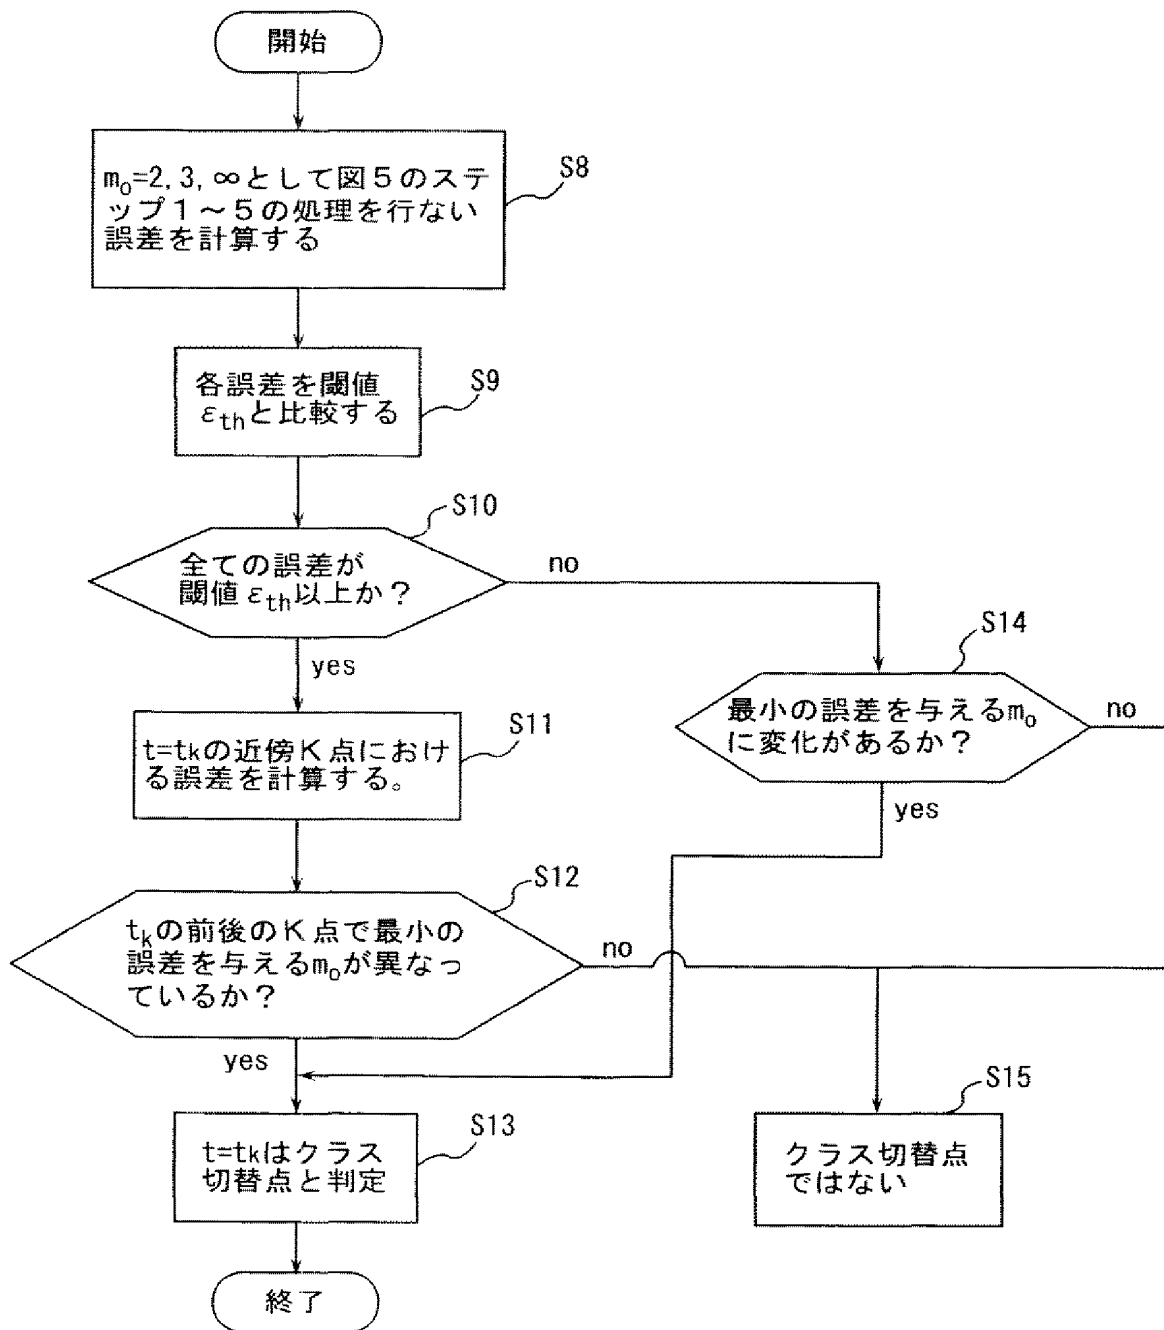 開始
m₀=2, 3, ∞として図５のステ
ップ１～５の処理を行ない
誤差を計算する
S8
各誤差を閾値
ε_thと比較する
S9
全ての誤差が
閾値ε_th以上か？
S10
no
yes
S14
最小の誤差を与えるm₀
に変化があるか？
no
yes
t=t_kの近傍K点におけ
る誤差を計算する。
S11
t_kの前後のK点で最小の
誤差を与えるm₀が異なっ
ているか？
S12
no
yes
t=t_kはクラス
切替点と判定
S13
S15
クラス切替点
ではない
終了